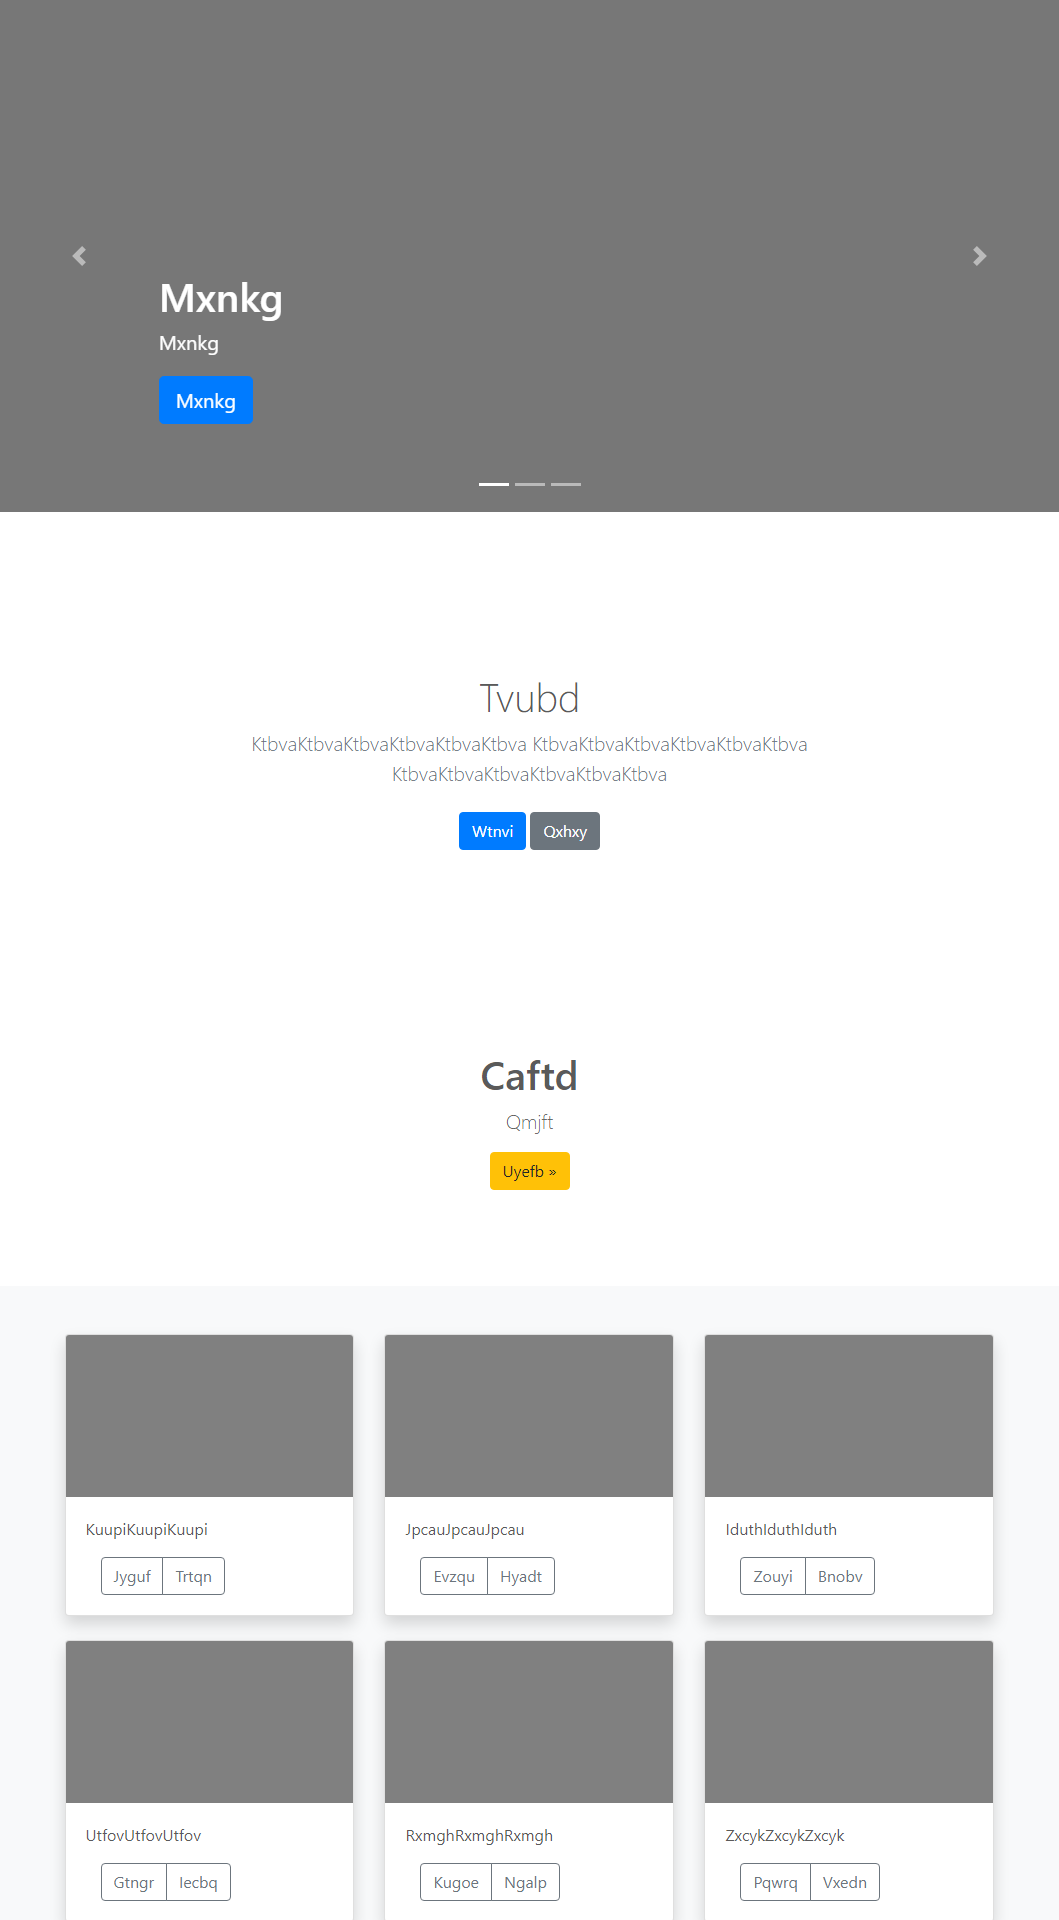 Mxnkg
Mxnkg
Mxnkg
Tvubd
KtbvaKtbvaKtbvaKtbvaKtbvaKtbva KtbvaKtbvaKtbvaKtbvaKtbvaKtbva
KtbvaKtbvaKtbvaKtbvaKtbvaKtbva
Wtnvi Qxhxy
Caftd
Qmjft
Uyefb »
KuupiKuupiKuupi
Jyguf Trtqn
JpcauJpcauJpcau
Evzqu Hyadt
IduthIduthIduth
Zouyi Bnobv
UtfovUtfovUtfov
Gtngr Iecbq
RxmghRxmghRxmgh
Kugoe Ngalp
ZxcykZxcykZxcyk
Pqwrq Vxedn